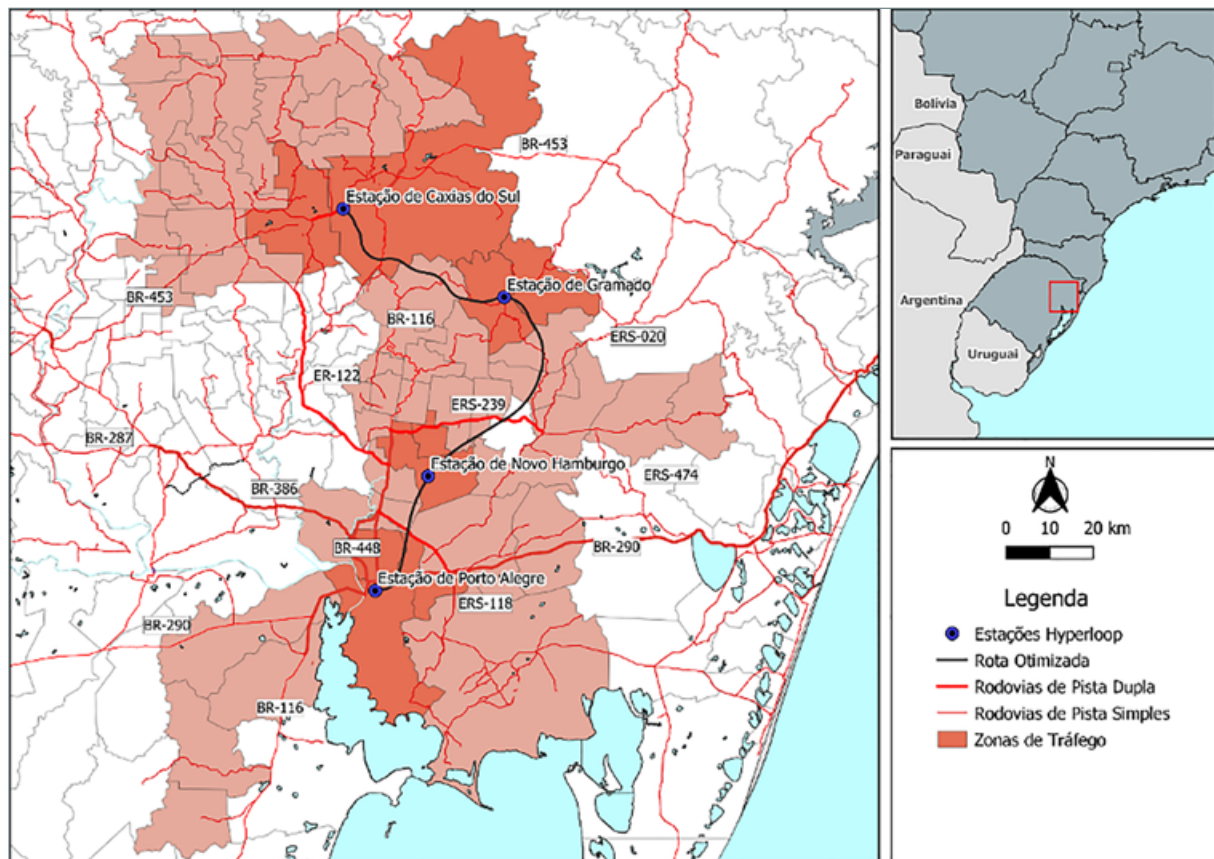 BR-453
Estação de Caxias do Sul
Estação de Gramado
BR-453
BR-116
ERS-020
ER-122
ERS-239
BR-287
Estação de Novo Hamburgo
ERS-474
BR-386
BR-448
BR-290
Estação de Porto Alegre
ERS-118
BR-290
BR-116
Bolívia
Paraguai
Argentina
Uruguai
N
0 10 20 km
Legenda
Estações Hyperloop
Rota Otimizada
Rodovias de Pista Dupla
Rodovias de Pista Simples
Zonas de Tráfego